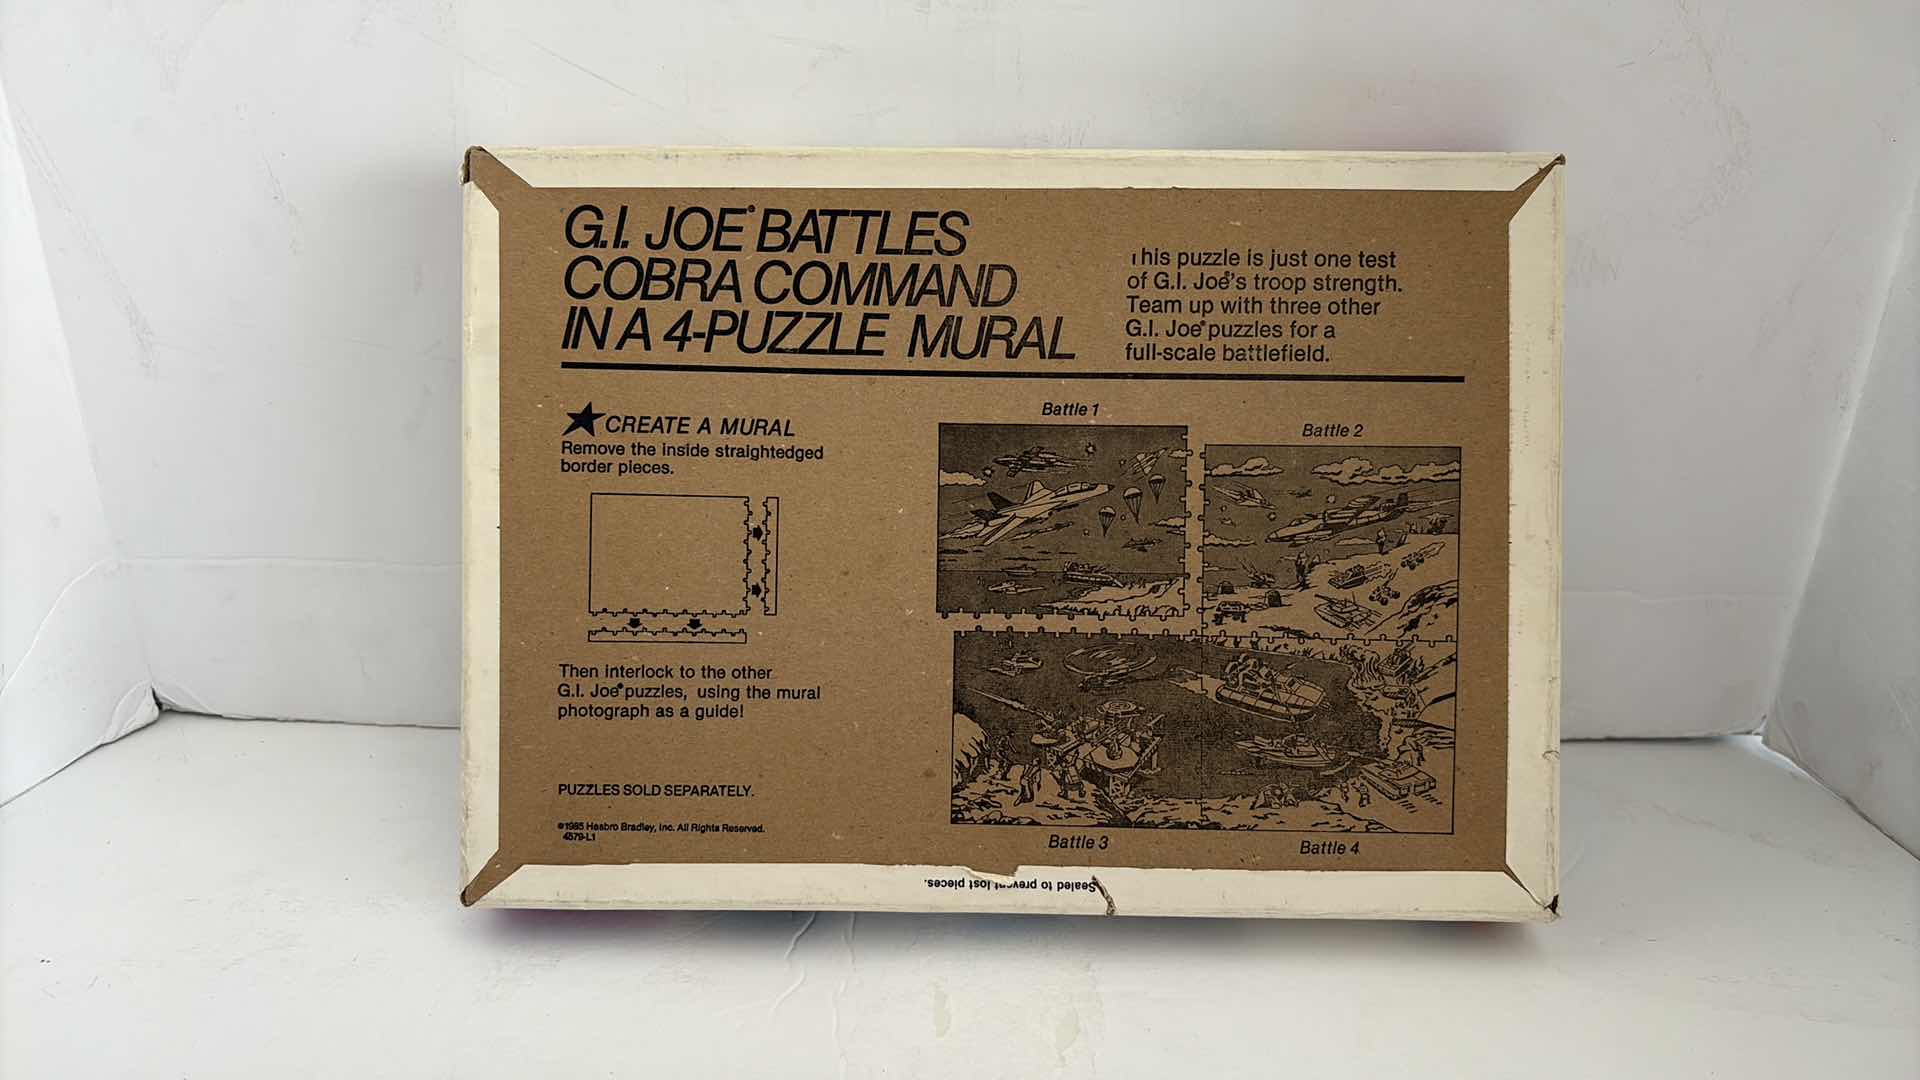 G.I. JOE® BATTLES
COBRA COMMAND
IN A 4-PUZZLE MURAL
This puzzle is just one test
of G.I. Joe®'s troop strength.
Team up with three other
G.I. Joe® puzzles for a
full-scale battlefield.
★ CREATE A MURAL
Remove the inside straightedged
border pieces.
Then interlock to the other
G.I. Joe® puzzles, using the mural
photograph as a guide!
PUZZLES SOLD SEPARATELY.
©1985 Hasbro Bradley, Inc. All Rights Reserved.
4579-L1
Battle 1
Battle 2
Battle 3
Battle 4
Sealed to prevent lost pieces.